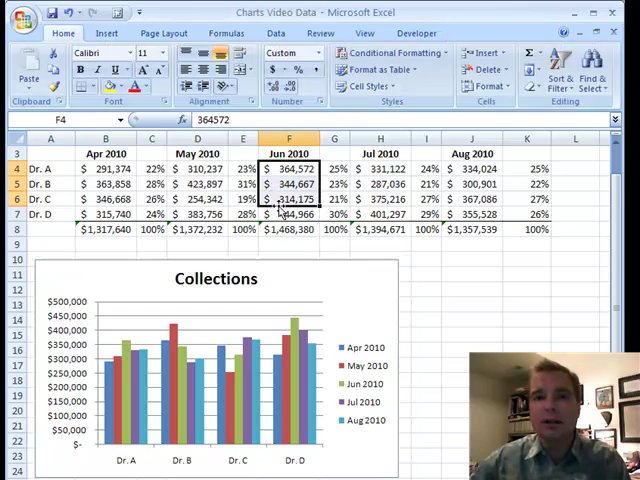 Charts Video Data - Microsoft Excel
Home Insert Page Layout Formulas Data Review View Developer
Calibri 11 Custom Conditional Formatting Insert Σ
Paste B I U A $ % , Format as Table Delete Sort & Filter Find & Select
Cell Styles Format
Clipboard Font Alignment Number Styles Cells Editing
F4 fx 364572
A B C D E F G H I J K
3 Apr 2010 May 2010 Jun 2010 Jul 2010 Aug 2010
4 Dr. A $ 291,374 22% $ 310,237 23% $ 364,572 25% $ 331,122 24% $ 334,024 25%
5 Dr. B $ 363,858 28% $ 423,897 31% $ 344,667 23% $ 287,036 21% $ 300,901 22%
6 Dr. C $ 346,668 26% $ 254,342 19% $ 314,175 21% $ 375,216 27% $ 367,086 27%
7 Dr. D $ 315,740 24% $ 383,756 28% $ 30% $ 401,297 29% $ 355,528 26%
8 $1,317,640 100% $1,372,232 100% $1,468,380 100% $1,394,671 100% $1,357,539 100%
9
10
11
12
13
14
15
16
17
18
19
20
21
22
23
24
Collections
$500,000
$450,000
$400,000
$350,000
$300,000
$250,000
$200,000
$150,000
$100,000
$50,000
$-
Dr. A Dr. B Dr. C Dr. D
Apr 2010
May 2010
Jun 2010
Jul 2010
Aug 2010